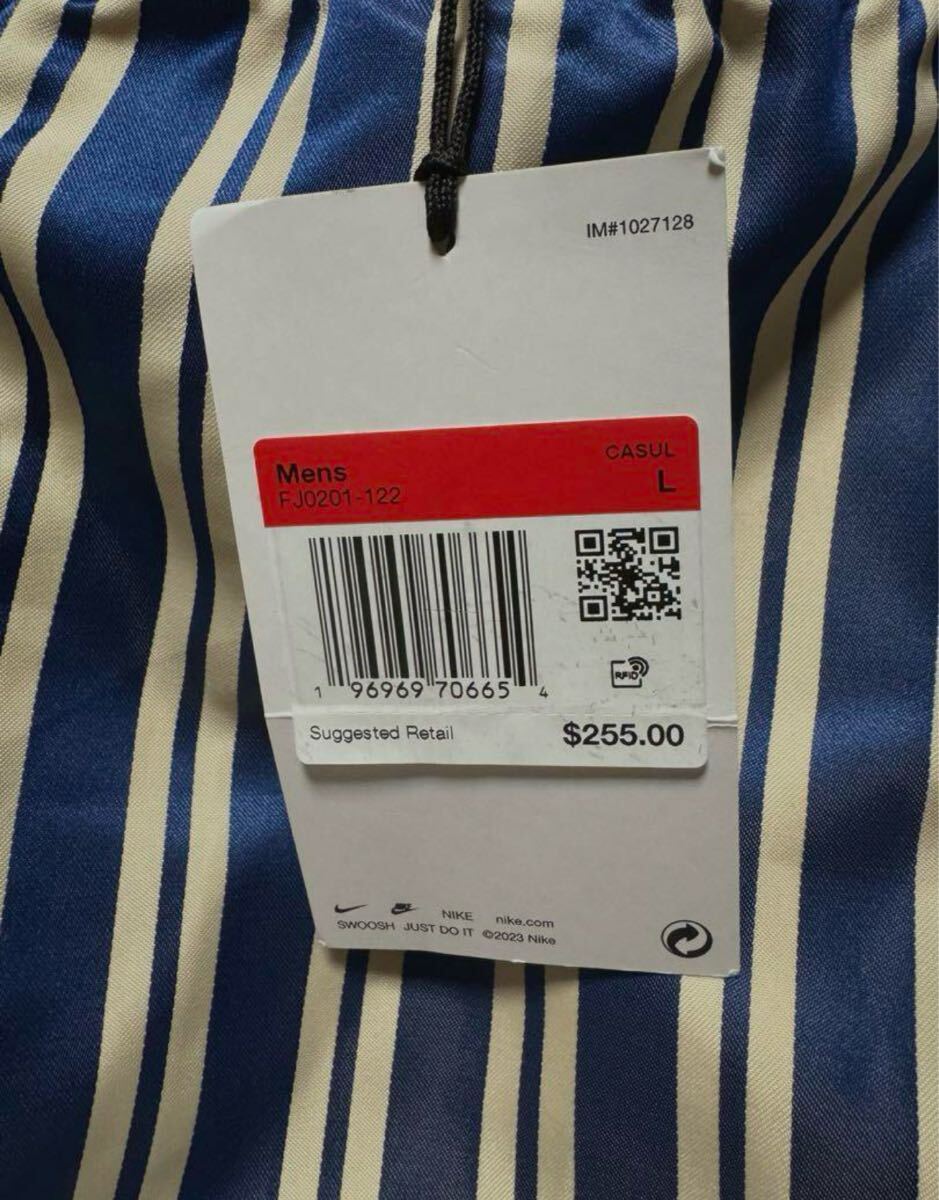 IM#1027128
Mens CASUL
FJ0201-122 L
1 96969 70665 4
RFID
Suggested Retail $255.00
NIKE nike.com
SWOOSH JUST DO IT ©2023 Nike